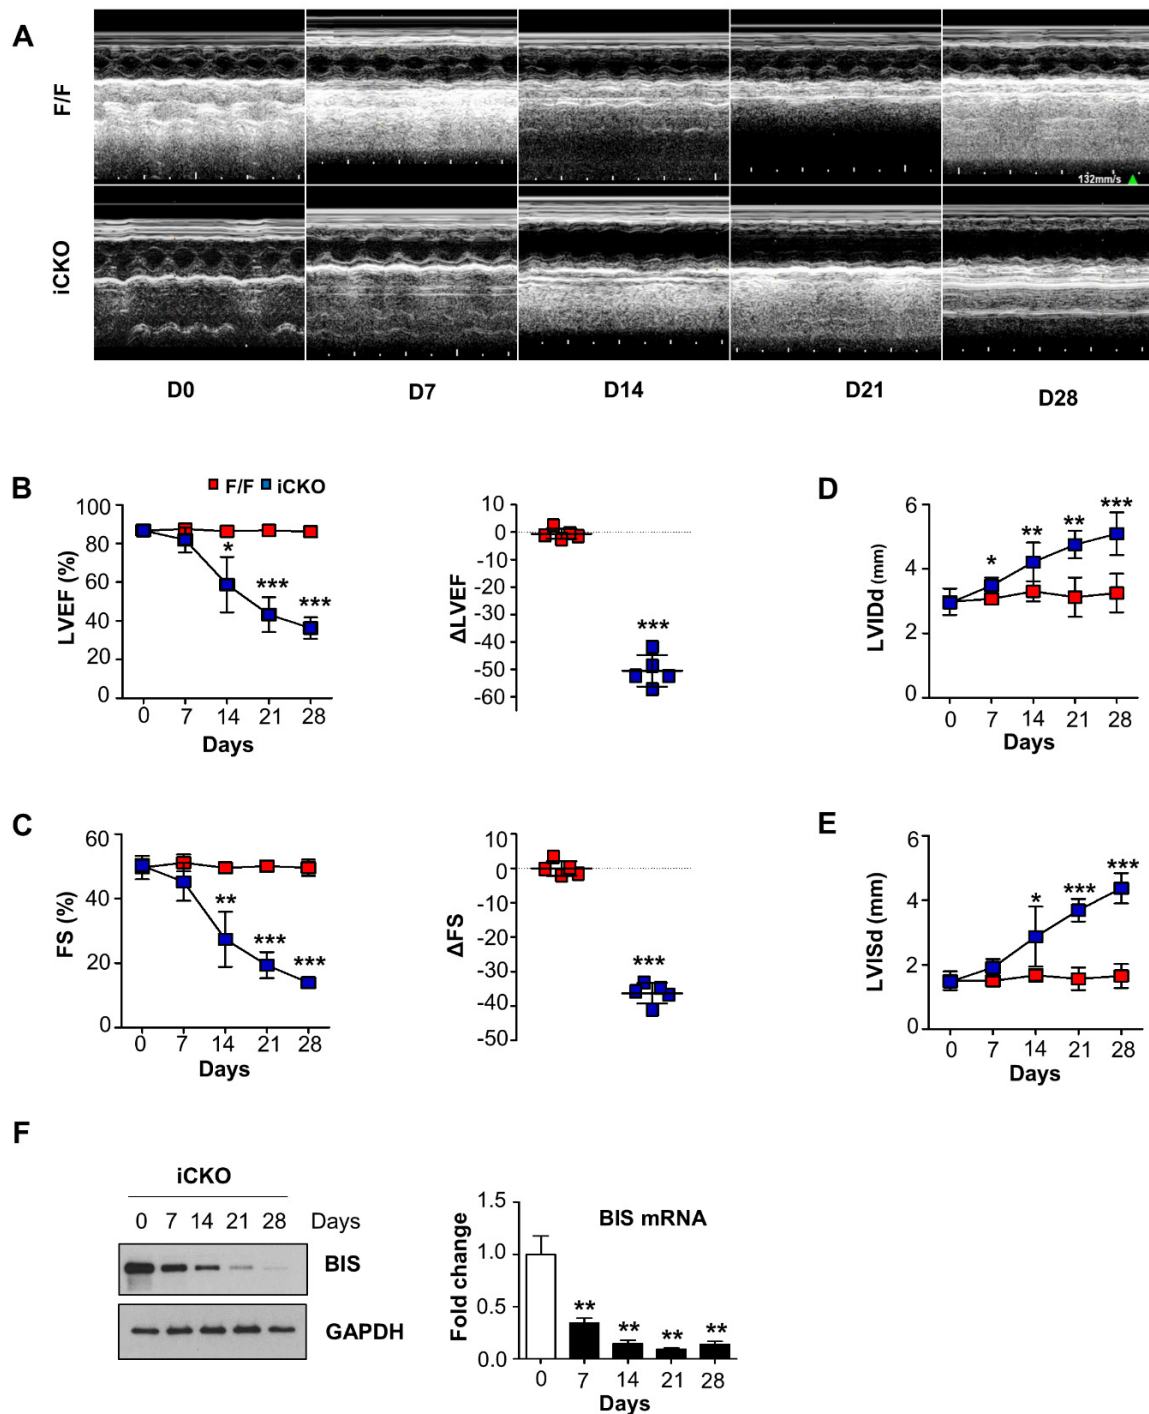 A
F/F
132mm/s
iCKO
D0 D7 D14 D21 D28
B
F/F iCKO
LVEF (%)
100
80
60
40
20
0
* *** ***
0 7 14 21 28
Days
ΔLVEF
10
0
-10
-20
-30
-40
-50
-60
***
D
LVIDd (mm)
6
4
2
0
* ** ** ***
0 7 14 21 28
Days
C
FS (%)
60
40
20
0
** *** ***
0 7 14 21 28
Days
ΔFS
10
0
-10
-20
-30
-40
-50
***
E
LVISd (mm)
6
4
2
0
* *** ***
0 7 14 21 28
Days
F
iCKO
0 7 14 21 28 Days
BIS
GAPDH
BIS mRNA
Fold change
1.5
1.0
0.5
0.0
** ** ** **
0 7 14 21 28
Days